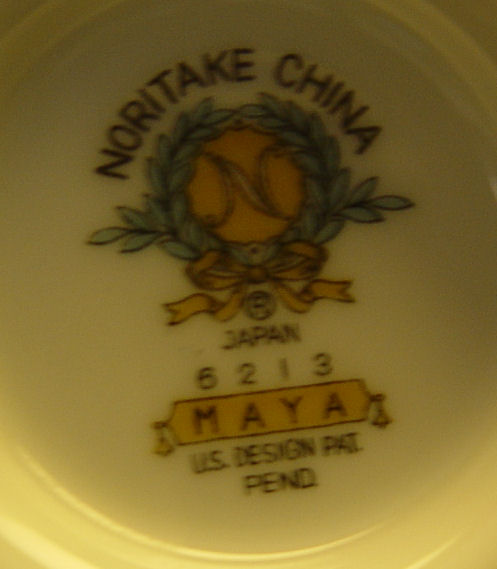 NORITAKE CHINA
N
®
JAPAN
6213
MAYA
U.S. DESIGN PAT.
PEND.